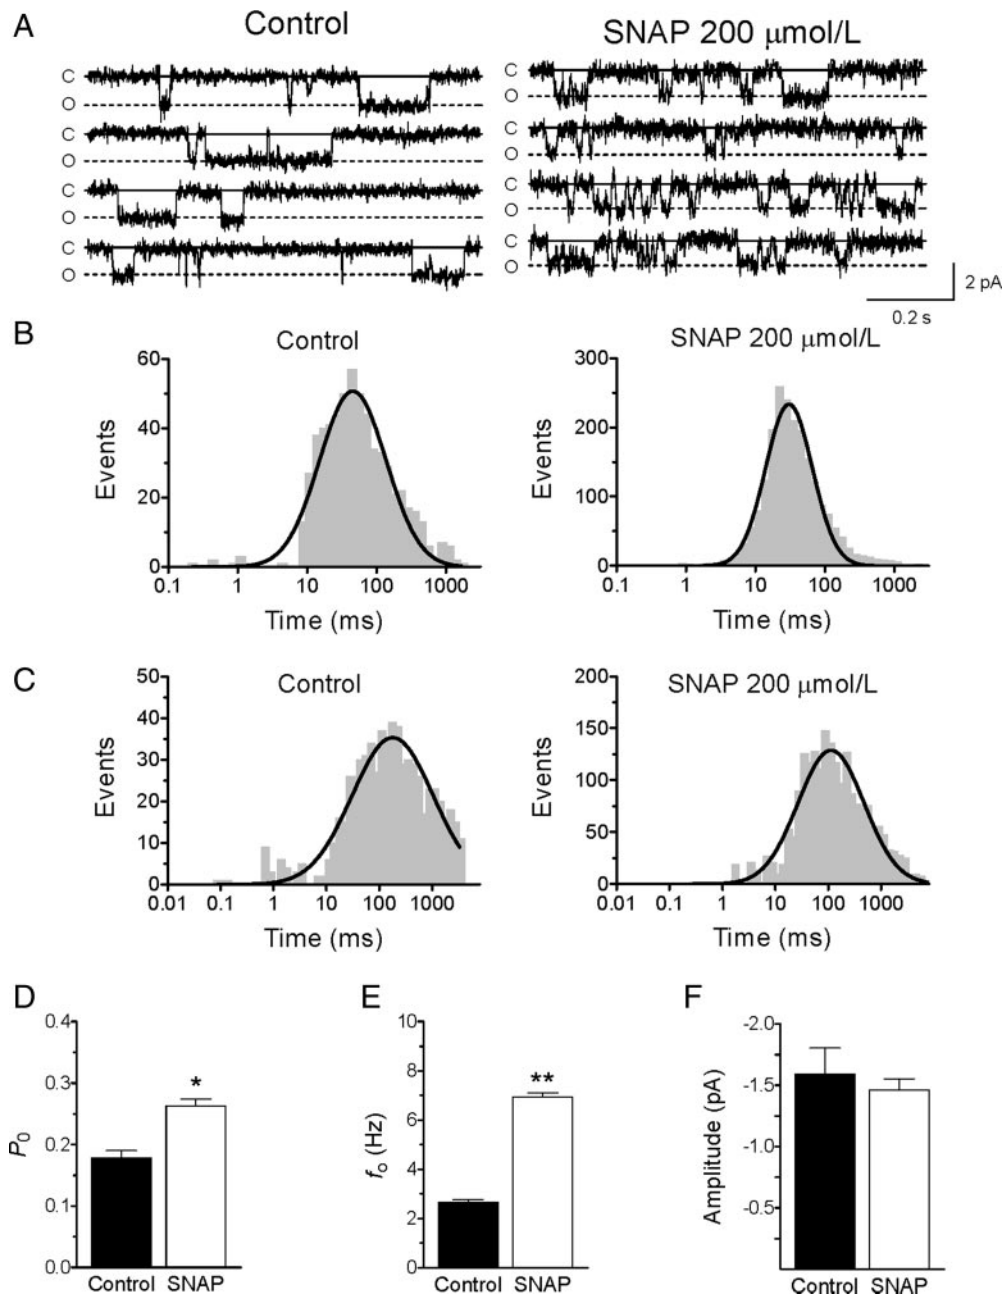 A
Control
SNAP 200 μmol/L
C
O
C
O
C
O
C
O
C
O
C
O
C
O
C
O
2 pA
0.2 s
B
Control
SNAP 200 μmol/L
Events
60
40
20
0
0.1 1 10 100 1000
Time (ms)
Events
300
200
100
0
0.1 1 10 100 1000
Time (ms)
C
Control
SNAP 200 μmol/L
Events
50
40
30
20
10
0
0.01 0.1 1 10 100 1000
Time (ms)
Events
200
150
100
50
0
0.01 0.1 1 10 100 1000
Time (ms)
D
P0
0.4
0.3
0.2
0.1
0.0
*
Control SNAP
E
fo (Hz)
10
8
6
4
2
0
**
Control SNAP
F
Amplitude (pA)
-2.0
-1.5
-1.0
-0.5
Control SNAP